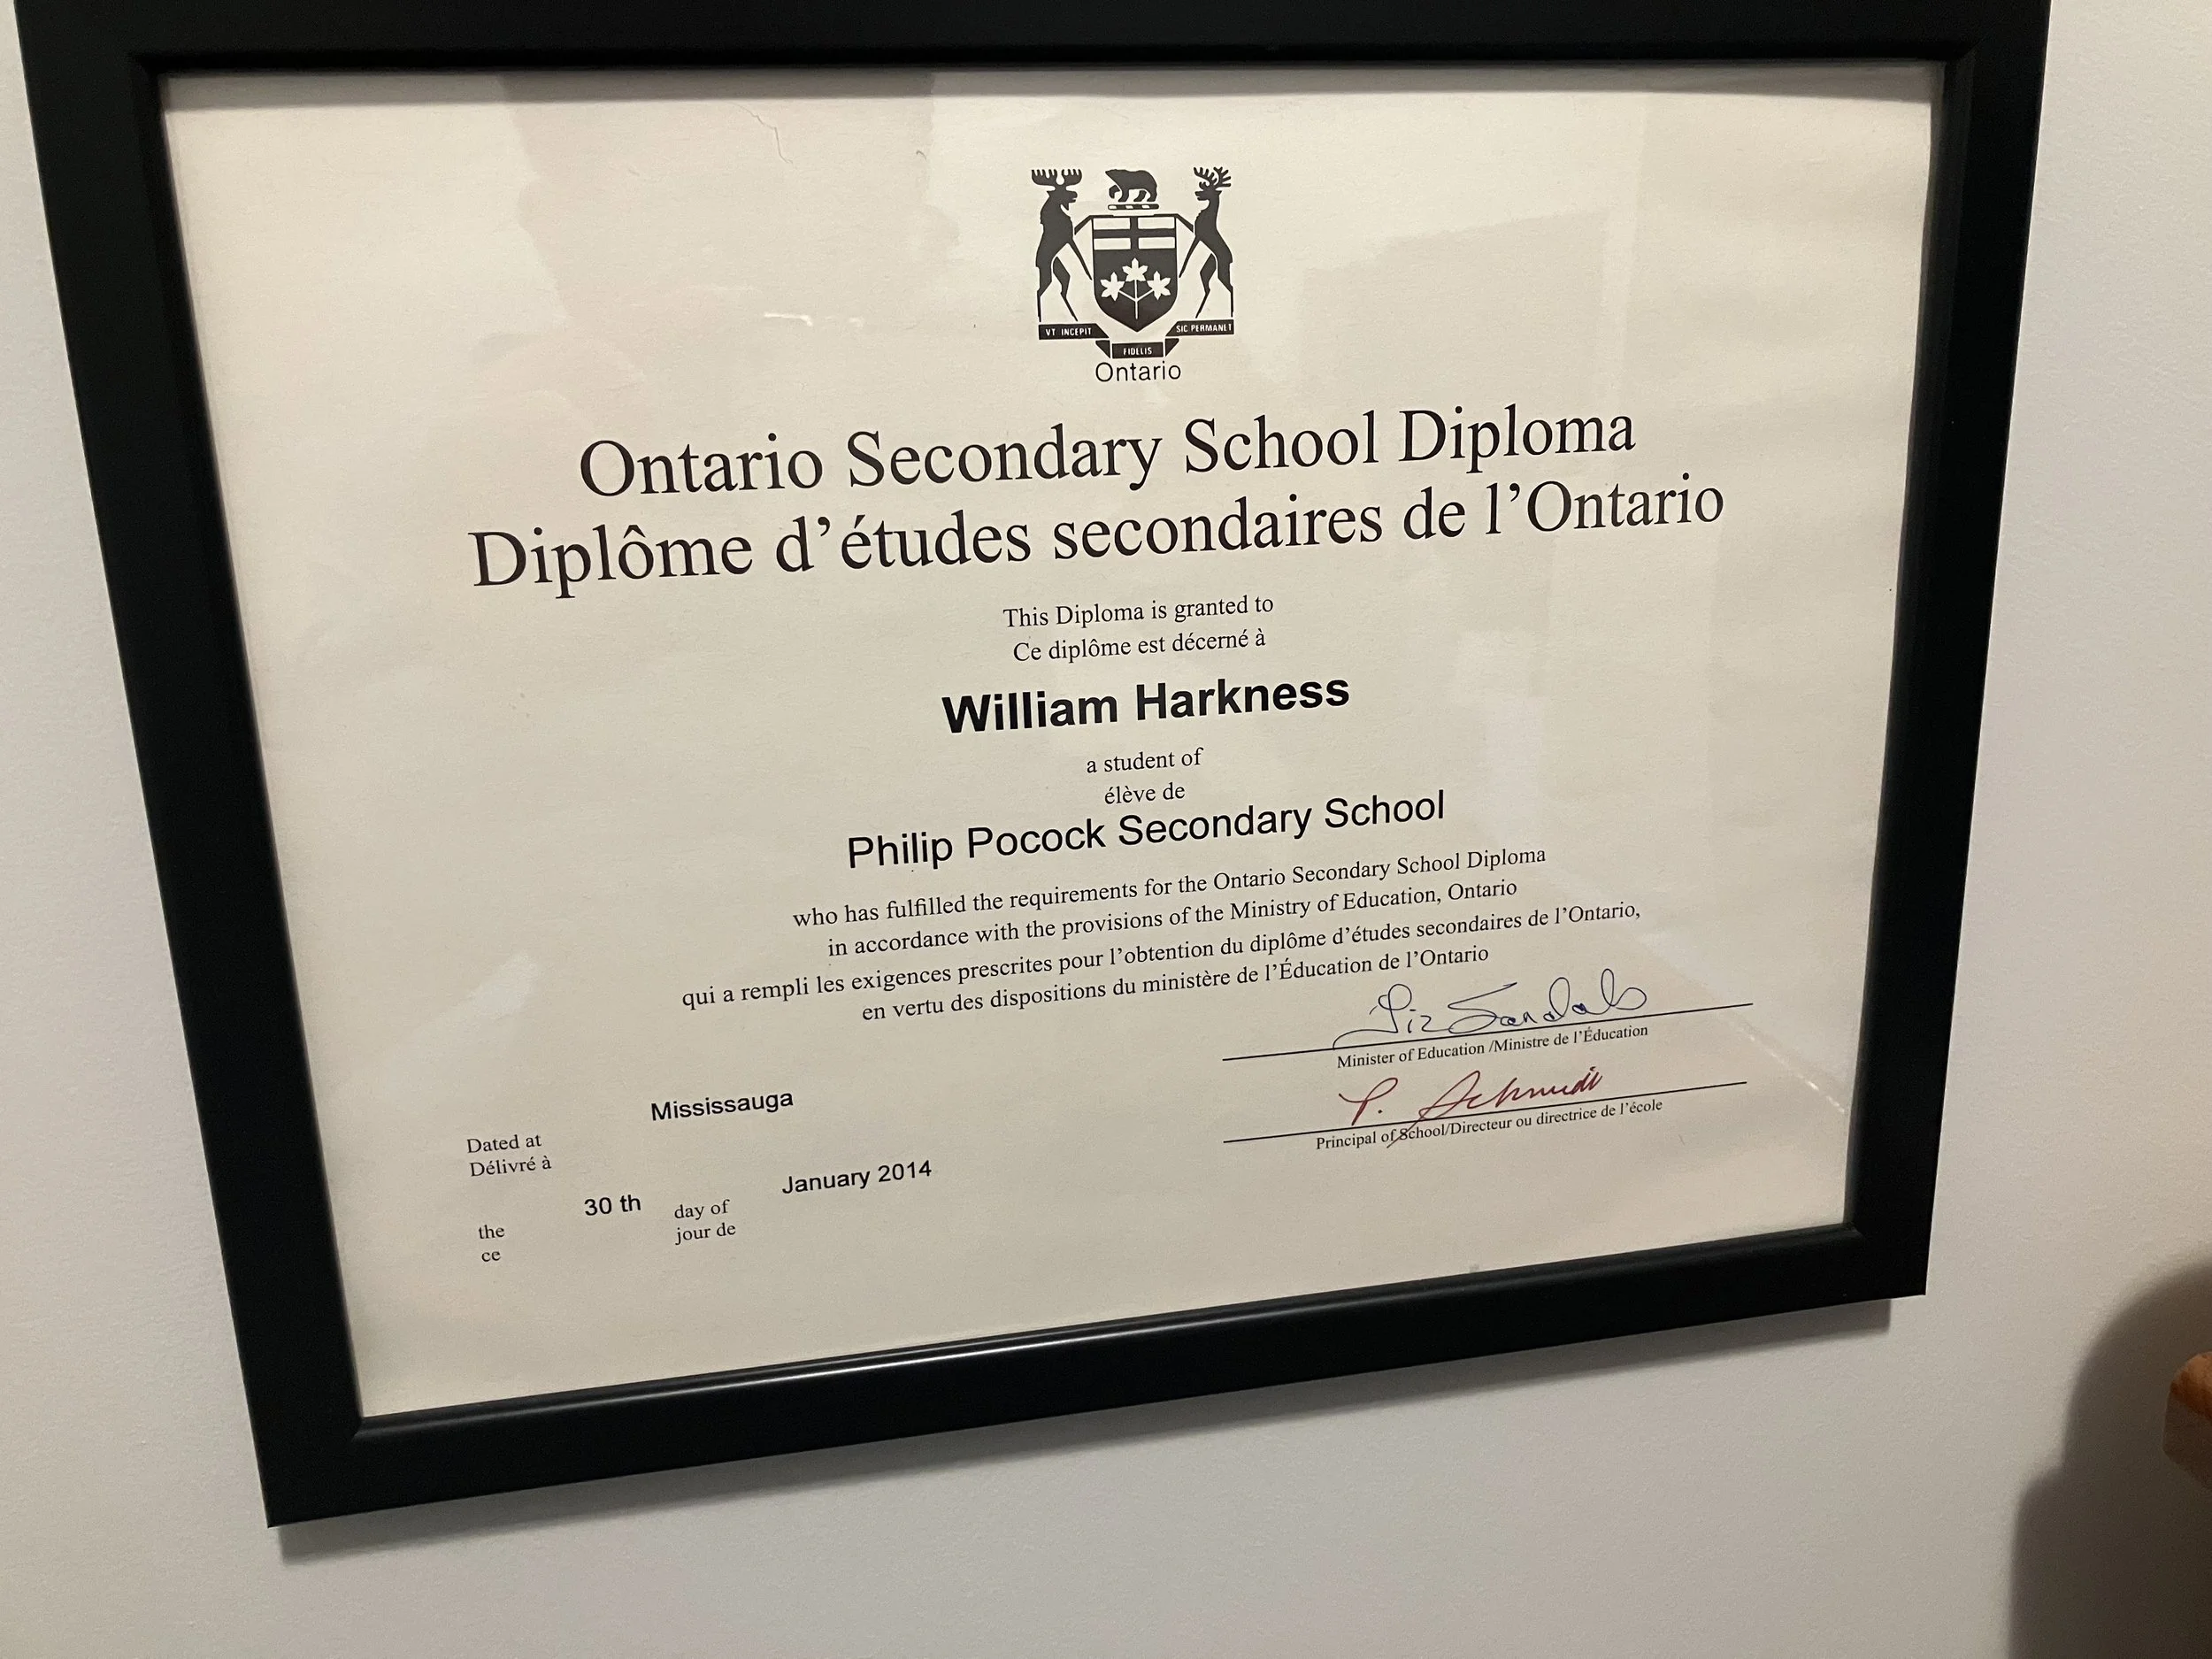 VT INCEPIT
SIC PERMANET
FIDELIS
Ontario
Ontario Secondary School Diploma
Diplôme d'études secondaires de l'Ontario
This Diploma is granted to
Ce diplôme est décerné à
William Harkness
a student of
élève de
Philip Pocock Secondary School
who has fulfilled the requirements for the Ontario Secondary School Diploma
in accordance with the provisions of the Ministry of Education, Ontario
qui a rempli les exigences prescrites pour l'obtention du diplôme d'études secondaires de l'Ontario,
en vertu des dispositions du ministère de l'Éducation de l'Ontario
Liz Sandals
Minister of Education /Ministre de l'Éducation
P. Schmidt
Principal of School/Directeur ou directrice de l'école
Mississauga
Dated at
Délivré à
30 th
January 2014
the
day of
ce
jour de